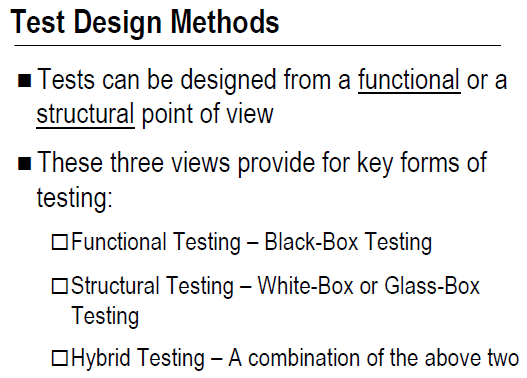 Test Design Methods
■ Tests can be designed from a functional or a
structural point of view
■ These three views provide for key forms of
testing:
□ Functional Testing – Black-Box Testing
□ Structural Testing – White-Box or Glass-Box
Testing
□ Hybrid Testing – A combination of the above two